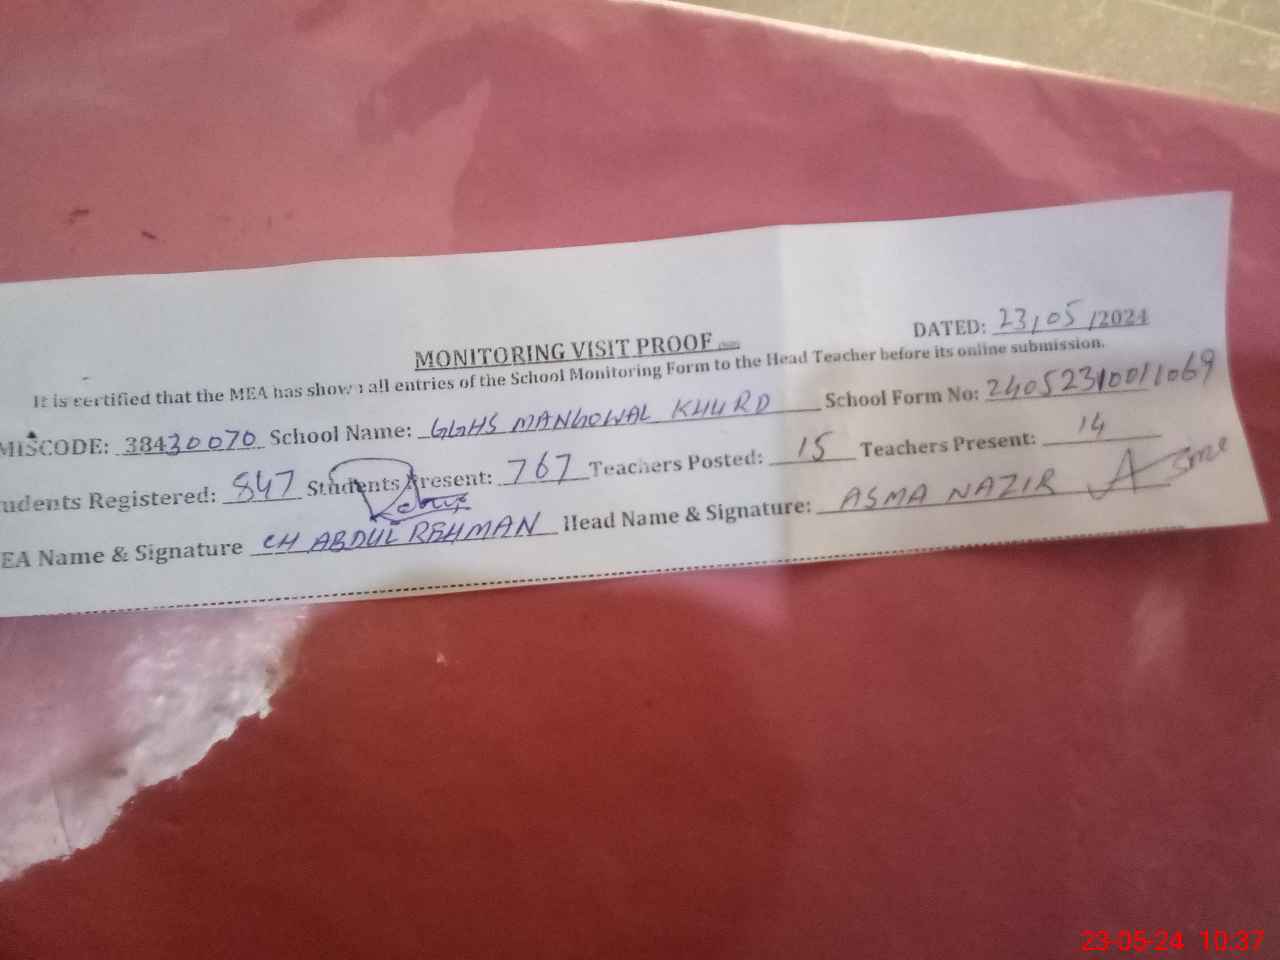 MONITORING VISIT PROOF
DATED: 23/05/2024
It is certified that the MEA has shown all entries of the School Monitoring Form to the Head Teacher before its online submission.
MISCODE: 38430070 School Name: GGHS MANGOWAL KHURD School Form No: 24052310011069
udents Registered: 847 Students Present: 767 Teachers Posted: 15 Teachers Present: 14
EA Name & Signature CH ABDUL REHMAN Head Name & Signature: ASMA NAZIR
23-05-24 10:37